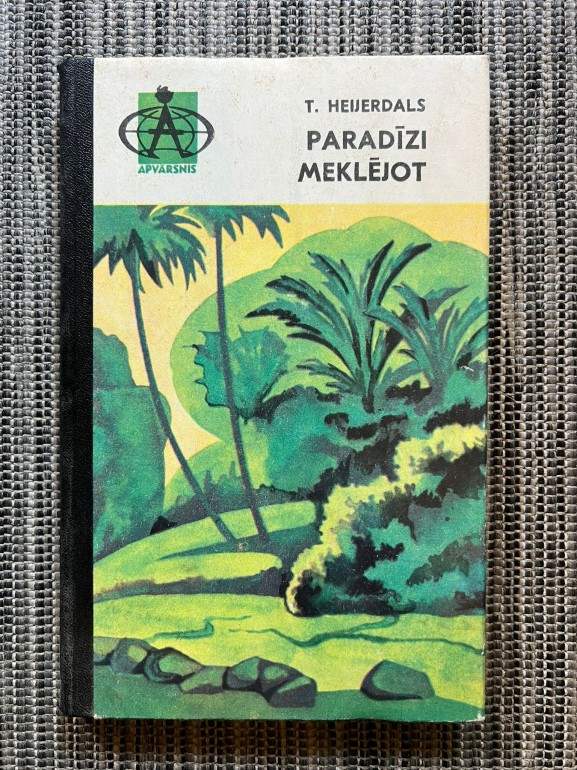 A
APVĀRSNIS
T. HEIJERDALS
PARADĪZI
MEKLĒJOT